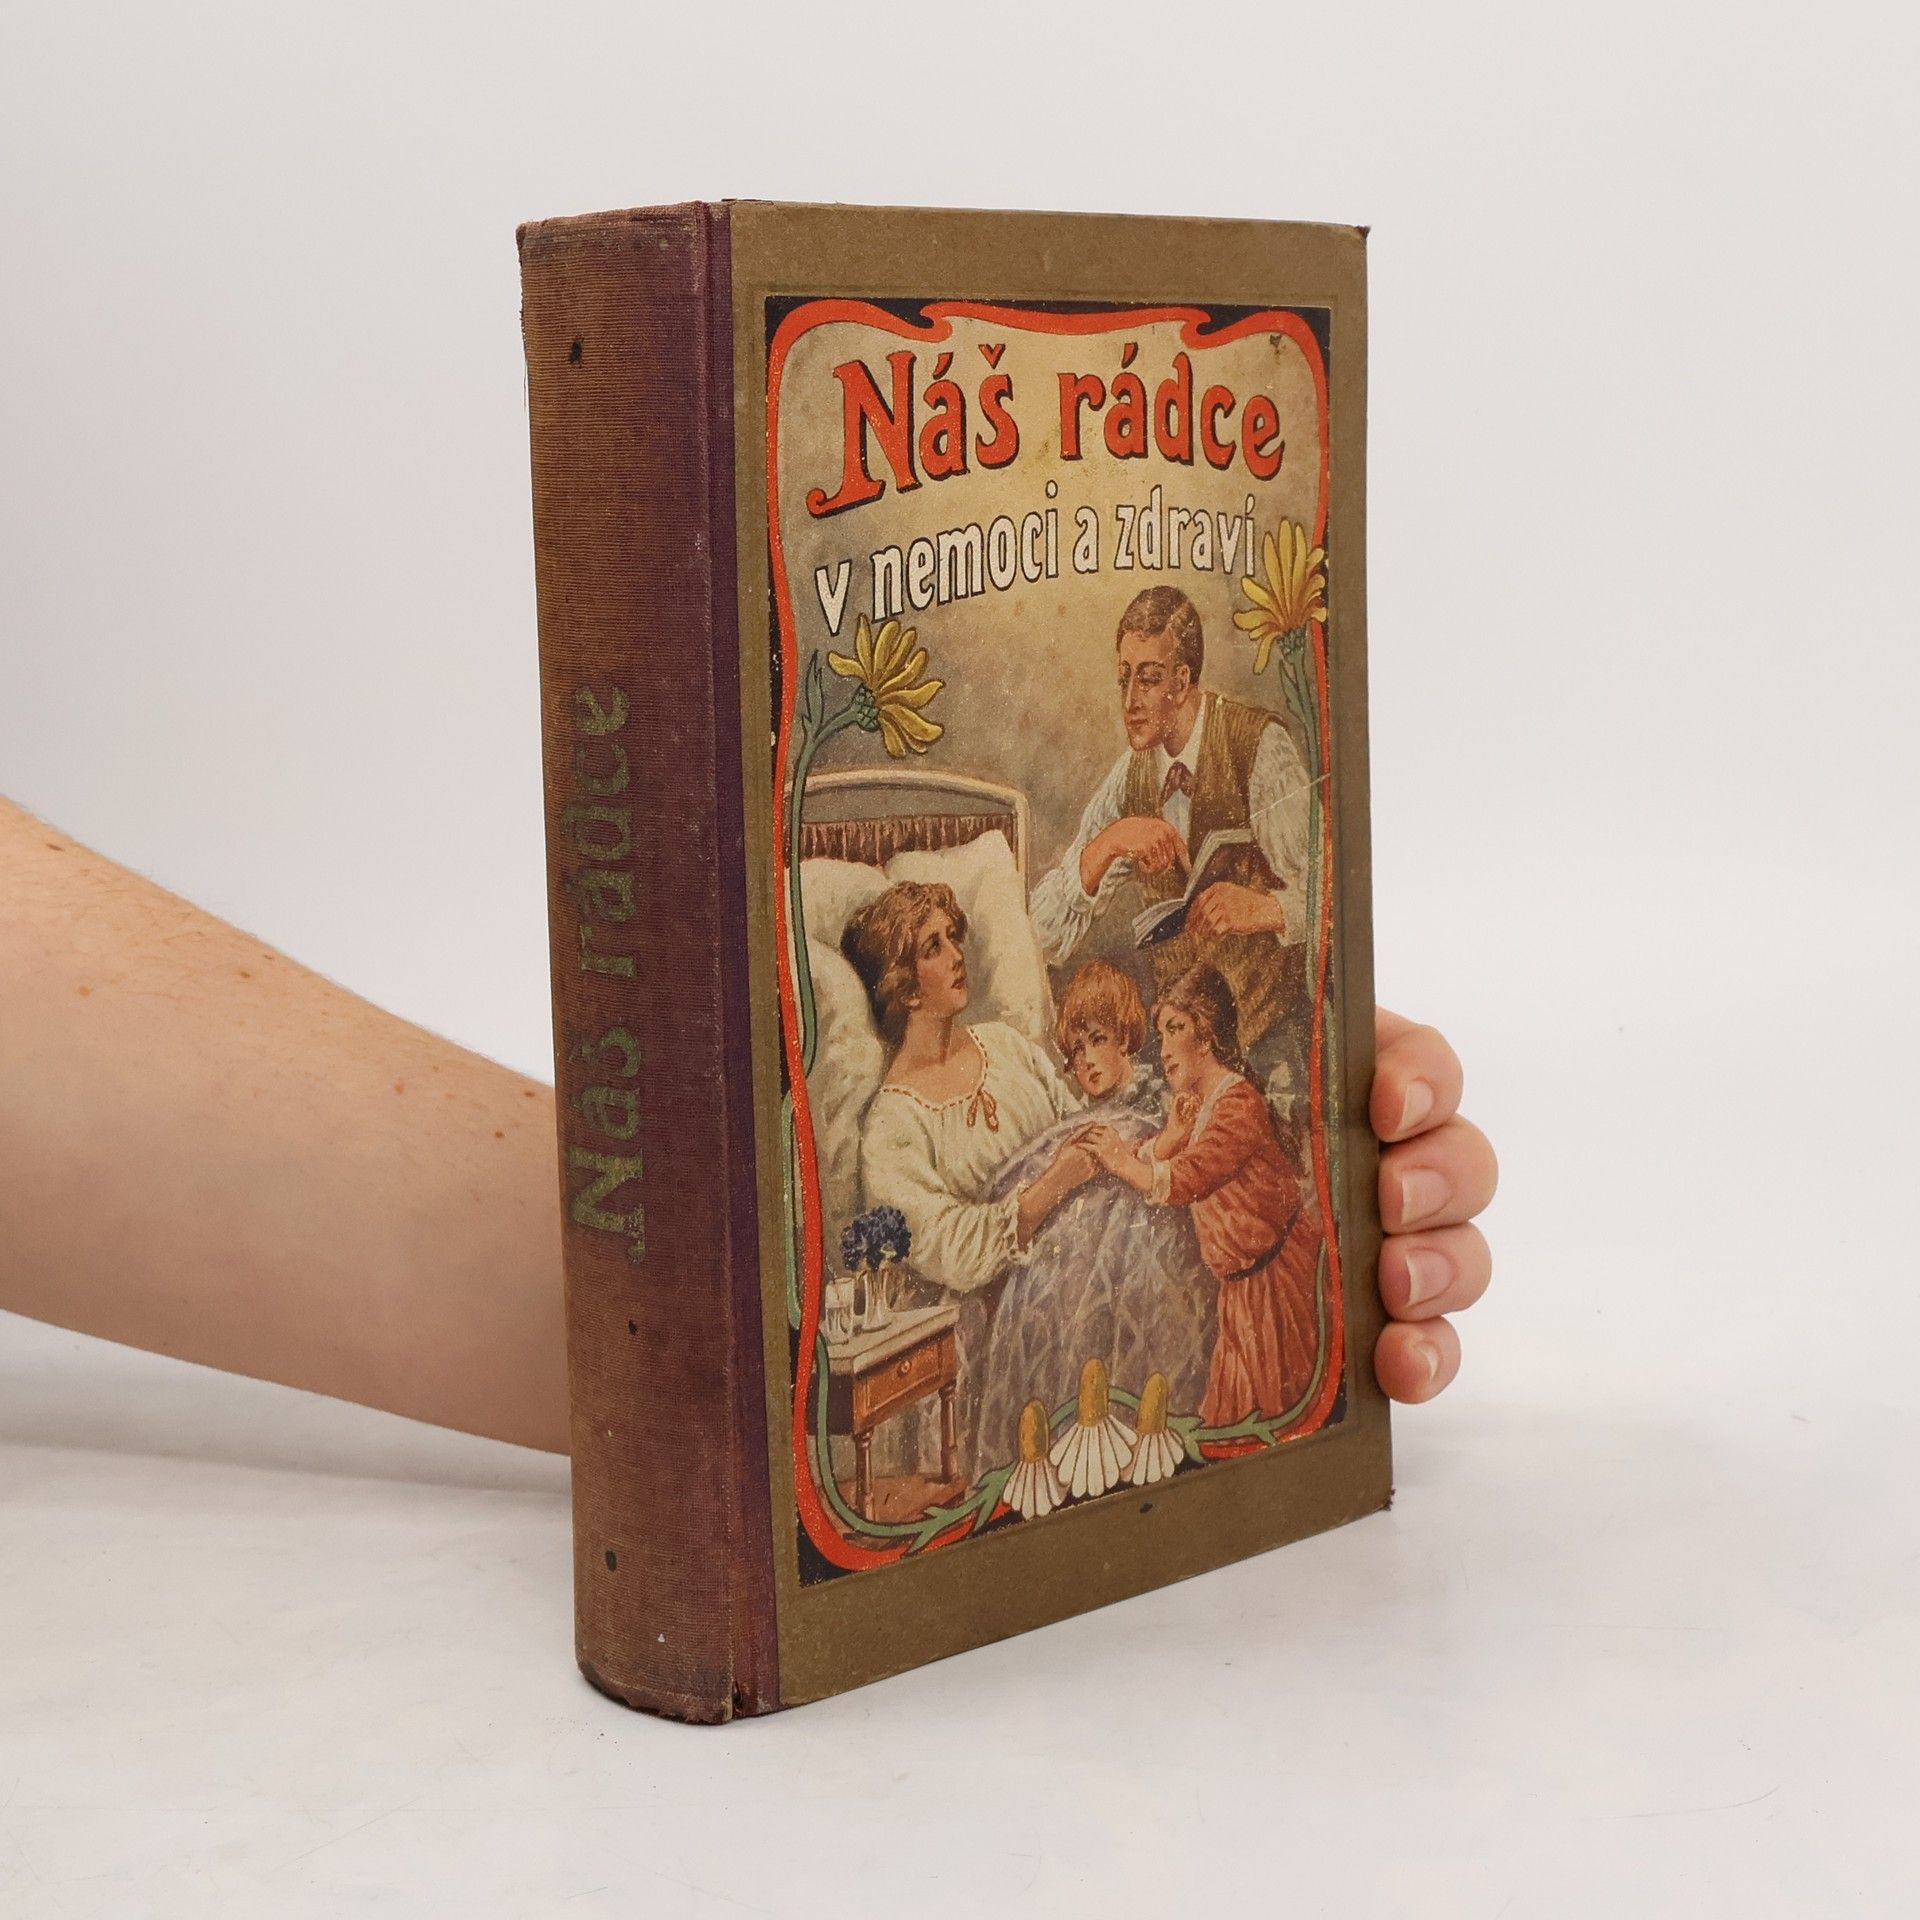 Náš rádce
Náš rádce
v nemoci a zdraví